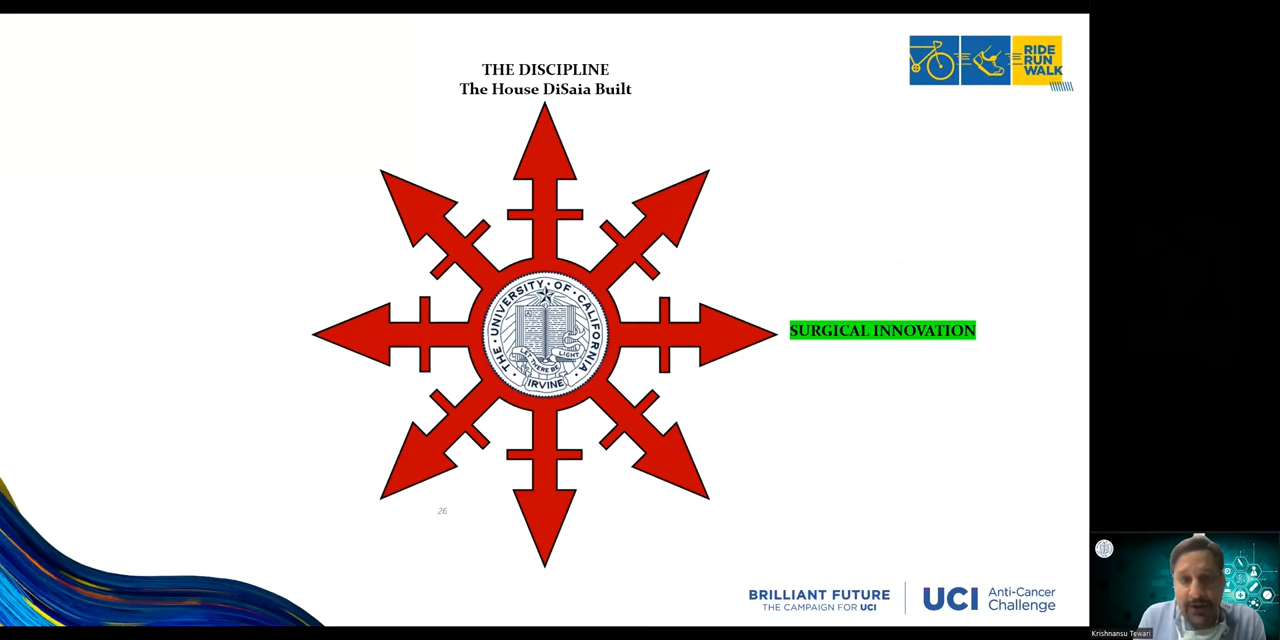 THE DISCIPLINE
The House DiSaia Built
RIDE
RUN
WALK
THE · UNIVERSITY · OF · CALIFORNIA ·
LET THERE BE LIGHT
IRVINE
SURGICAL INNOVATION
26
BRILLIANT FUTURE
THE CAMPAIGN FOR UCI
UCI Anti-Cancer
Challenge
Krishnansu Tewari